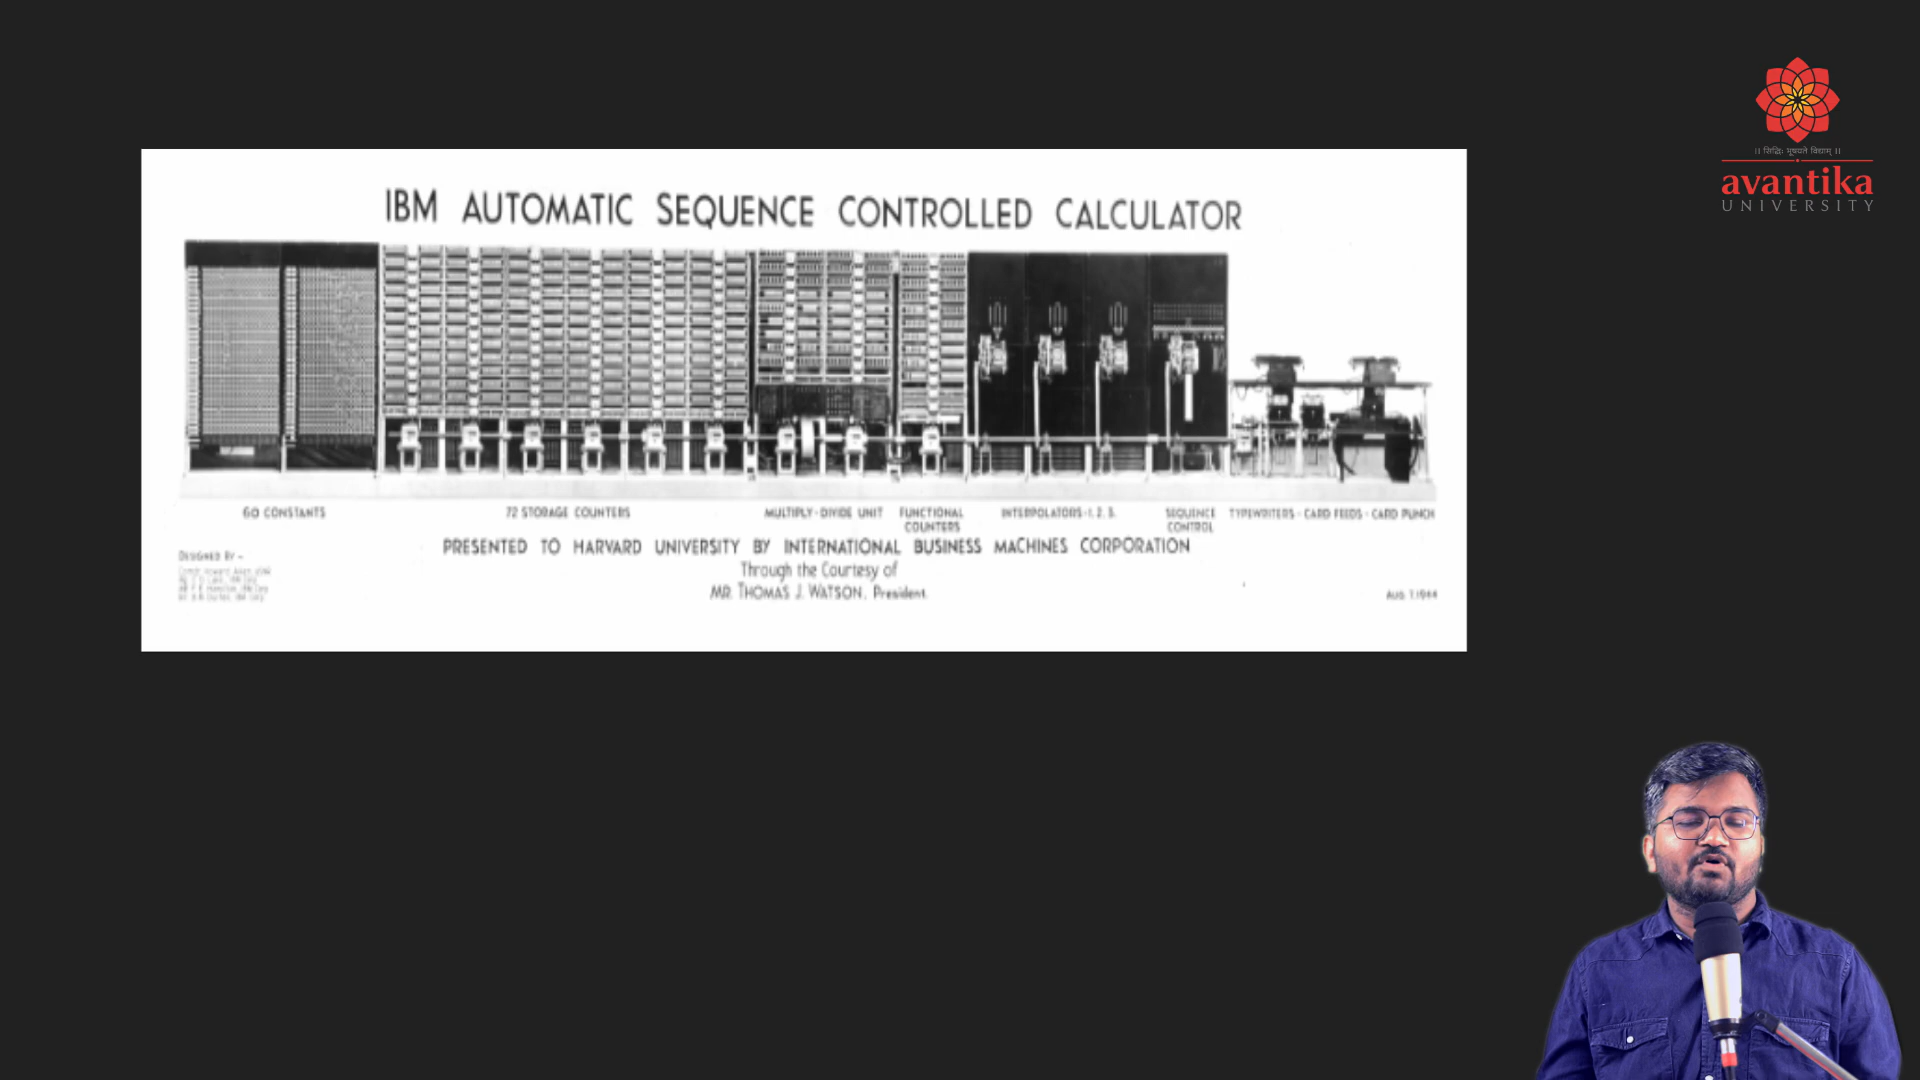 IBM AUTOMATIC SEQUENCE CONTROLLED CALCULATOR
60 CONSTANTS
72 STORAGE COUNTERS
MULTIPLY - DIVIDE UNIT
FUNCTIONAL
COUNTERS
INTERPOLATORS - 1. 2. 3.
SEQUENCE
CONTROL
TYPEWRITERS - CARD FEEDS - CARD PUNCH
PRESENTED TO HARVARD UNIVERSITY BY INTERNATIONAL BUSINESS MACHINES CORPORATION
Through the Courtesy of
MR. THOMAS J. WATSON, President.
DESIGNED BY -
AUG. 7, 1944
।। सिद्धिः भूषयते विद्याम् ।।
avantika
UNIVERSITY